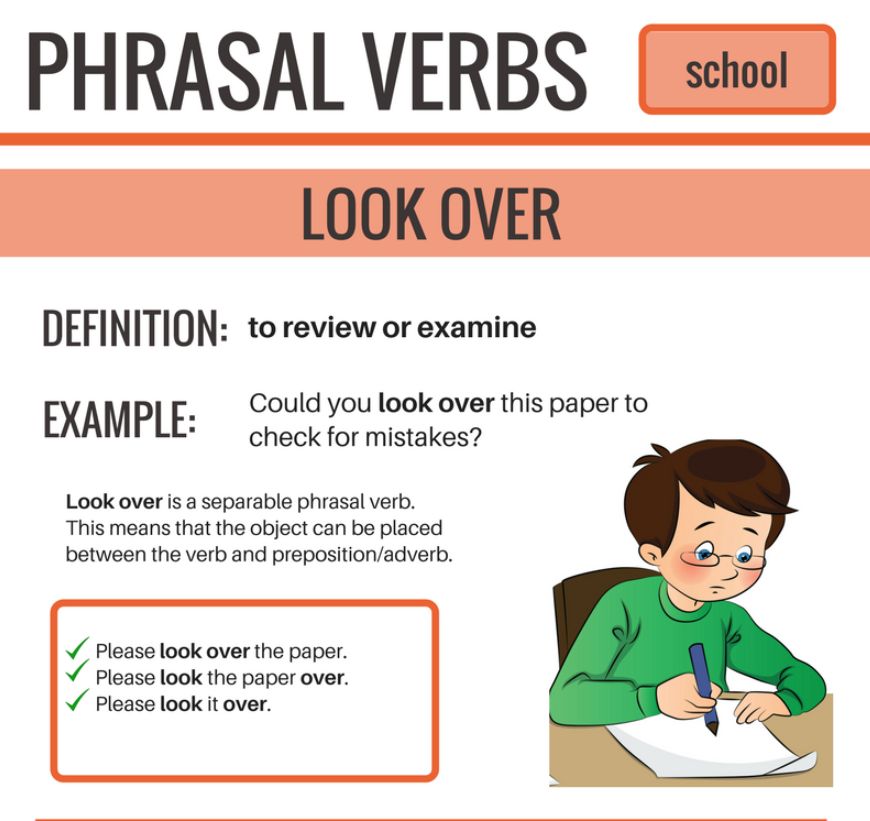 PHRASAL VERBS
school
LOOK OVER
DEFINITION: to review or examine
EXAMPLE: Could you look over this paper to
check for mistakes?
Look over is a separable phrasal verb.
This means that the object can be placed
between the verb and preposition/adverb.
Please look over the paper.
Please look the paper over.
Please look it over.